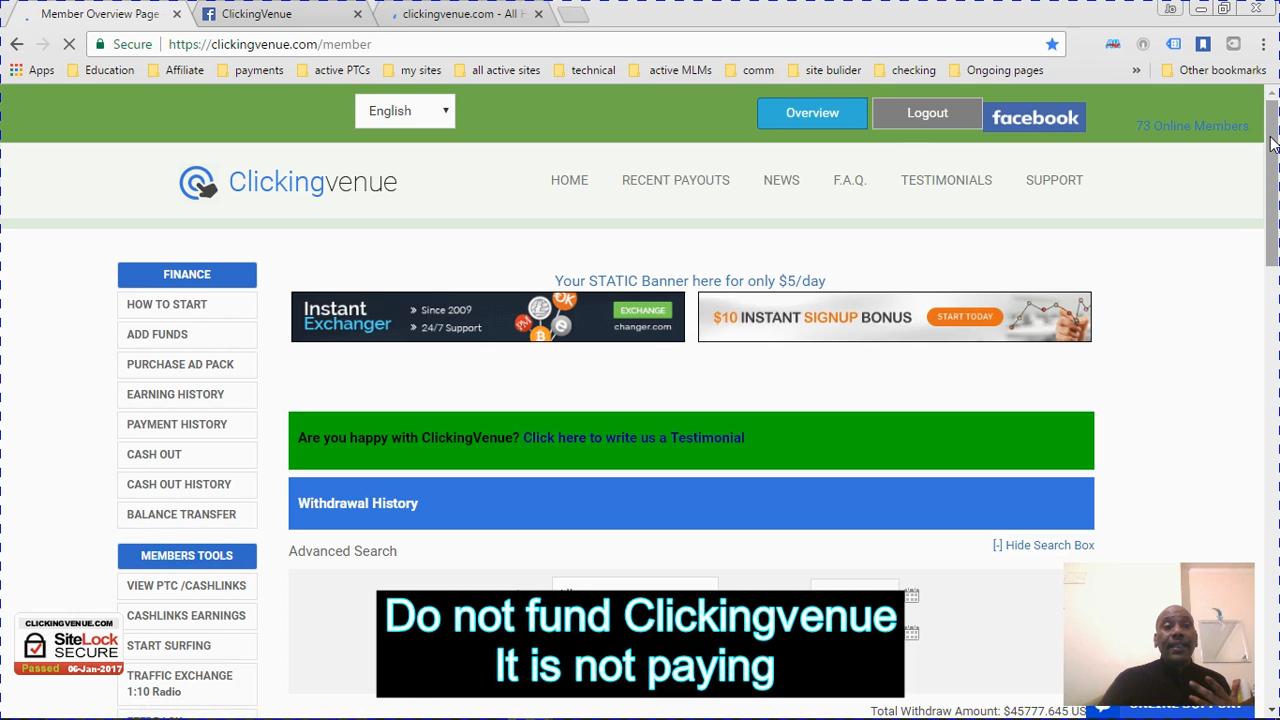 Member Overview Page
ClickingVenue
clickingvenue.com - All
Secure https://clickingvenue.com/member
Apps Education Affiliate payments active PTCs my sites all active sites technical active MLM comm site builder checking Ongoing pages » Other bookmarks
English
Overview
Logout
facebook
73 Online Members
Clickingvenue
HOME RECENT PAYOUTS NEWS F.A.Q. TESTIMONIALS SUPPORT
Your STATIC Banner here for only $5/day
Instant Exchanger
» Since 2009
» 24/7 Support
EXCHANGE
changer.com
$10 INSTANT SIGNUP BONUS
START TODAY
FINANCE
HOW TO START
ADD FUNDS
PURCHASE AD PACK
EARNING HISTORY
PAYMENT HISTORY
CASH OUT
CASH OUT HISTORY
BALANCE TRANSFER
MEMBERS TOOLS
VIEW PTC /CASHLINKS
CASHLINKS EARNINGS
START SURFING
TRAFFIC EXCHANGE
1:10 Radio
Are you happy with ClickingVenue? Click here to write us a Testimonial
Withdrawal History
Advanced Search
[-] Hide Search Box
Do not fund Clickingvenue
It is not paying
CLICKINGVENUE.COM
SiteLock
SECURE
Passed 06-Jan-2017
Total Withdraw Amount: $45777.645 US